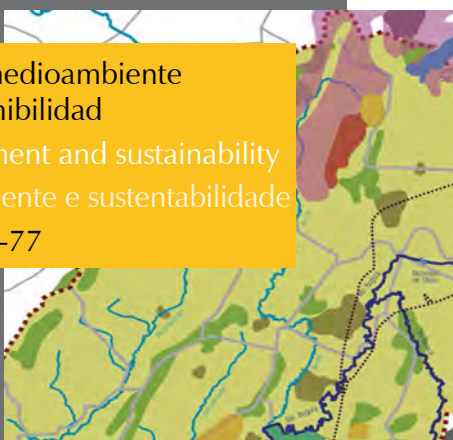 medioambiente
nibilidad
ment and sustainability
ente e sustentabilidade
-77